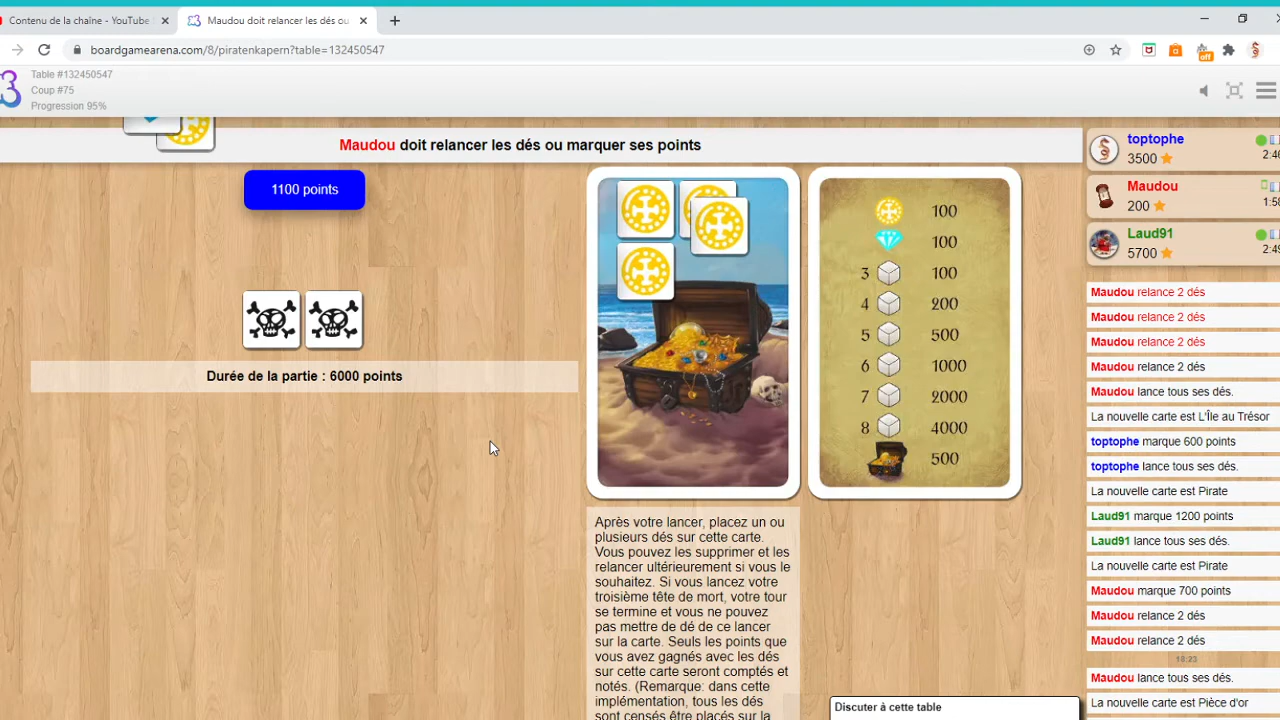 Contenu de la chaîne - YouTube
Maudou doit relancer les dés ou
boardgamearena.com/8/piratenkapern?table=132450547
off
Table #132450547
Coup #75
Progression 95%
Maudou doit relancer les dés ou marquer ses points
1100 points
Durée de la partie : 6000 points
100
100
3 100
4 200
5 500
6 1000
7 2000
8 4000
500
Après votre lancer, placez un ou
plusieurs dés sur cette carte.
Vous pouvez les supprimer et les
relancer ultérieurement si vous le
souhaitez. Si vous lancez votre
troisième tête de mort, votre tour
se termine et vous ne pouvez
pas mettre de dé de ce lancer
sur la carte. Seuls les points que
vous avez gagnés avec les dés
sur cette carte seront comptés et
notés. (Remarque: dans cette
implémentation, tous les dés
sont censés être placés sur la
toptophe
3500
Maudou
200
Laud91
5700
Maudou relance 2 dés
Maudou relance 2 dés
Maudou relance 2 dés
Maudou relance 2 dés
Maudou lance tous ses dés.
La nouvelle carte est L'Île au Trésor
toptophe marque 600 points
toptophe lance tous ses dés.
La nouvelle carte est Pirate
Laud91 marque 1200 points
Laud91 lance tous ses dés.
La nouvelle carte est Pirate
Maudou marque 700 points
Maudou relance 2 dés
Maudou relance 2 dés
Maudou lance tous ses dés.
La nouvelle carte est Pièce d'or
Discuter à cette table